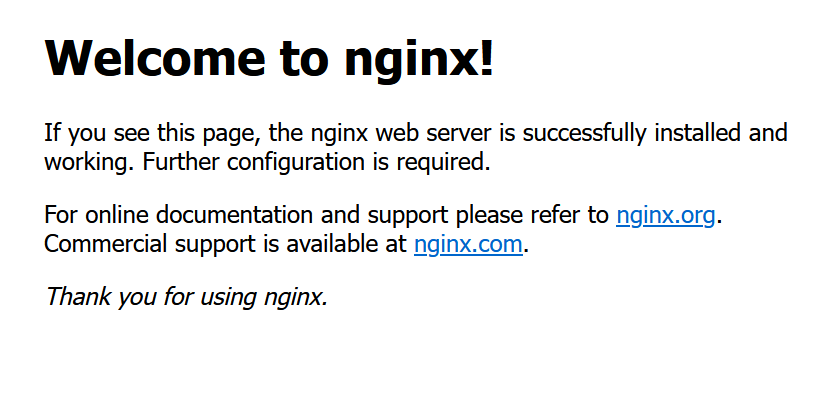 Welcome to nginx!
If you see this page, the nginx web server is successfully installed and
working. Further configuration is required.
For online documentation and support please refer to nginx.org.
Commercial support is available at nginx.com.
Thank you for using nginx.